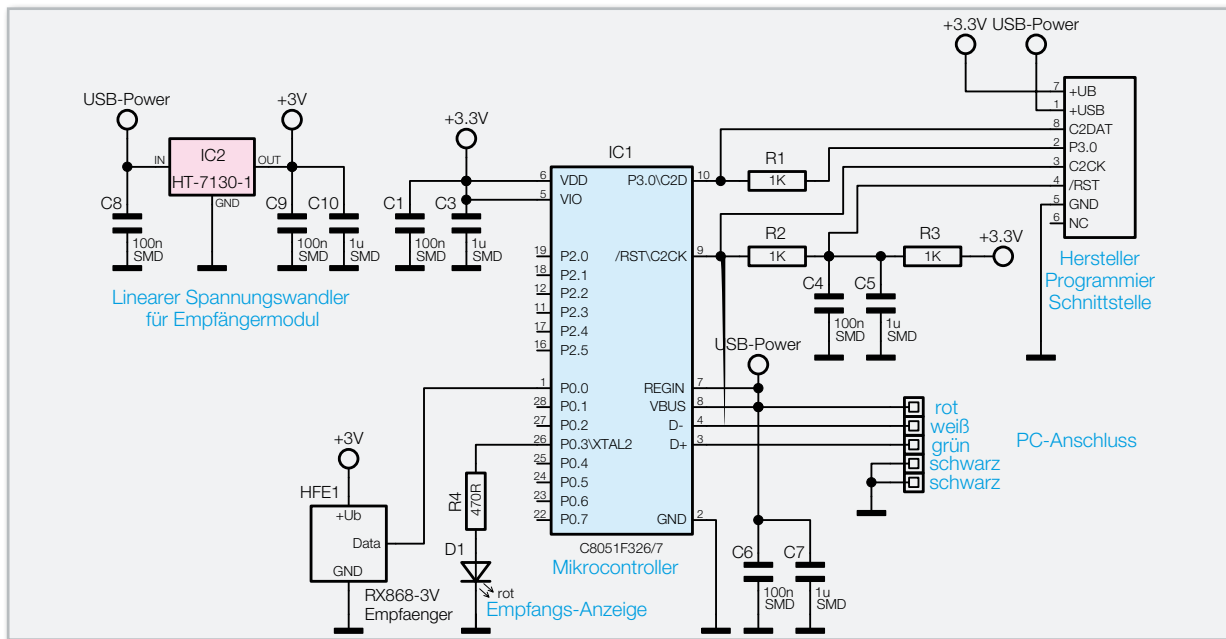 +3.3V USB-Power
USB-Power
+3V
IN
IC2
HT-7130-1
OUT
GND
C8
100n
SMD
C9
100n
SMD
C10
1u
SMD
Linearer Spannungswandler
für Empfängermodul
+3.3V
C1
100n
SMD
C3
1u
SMD
IC1
6 VDD
5 VIO
19 P2.0
18 P2.1
12 P2.2
11 P2.3
17 P2.4
16 P2.5
1 P0.0
28 P0.1
27 P0.2
26 P0.3\XTAL2
25 P0.4
24 P0.5
23 P0.6
22 P0.7
P3.0\C2D 10
/RST\C2CK 9
REGIN 7
VBUS 8
D- 4
D+ 3
GND 2
C8051F326/7
Mikrocontroller
R1
1K
R2
1K
R3
1K
+3.3V
C4
100n
SMD
C5
1u
SMD
7 +UB
1 +USB
8 C2DAT
2 P3.0
3 C2CK
4 /RST
5 GND
6 NC
Hersteller
Programmier
Schnittstelle
USB-Power
rot
weiß
grün
schwarz
schwarz
PC-Anschluss
C6
100n
SMD
C7
1u
SMD
+3V
HFE1
+Ub
Data
GND
RX868-3V
Empfaenger
R4
470R
D1
rot
Empfangs-Anzeige